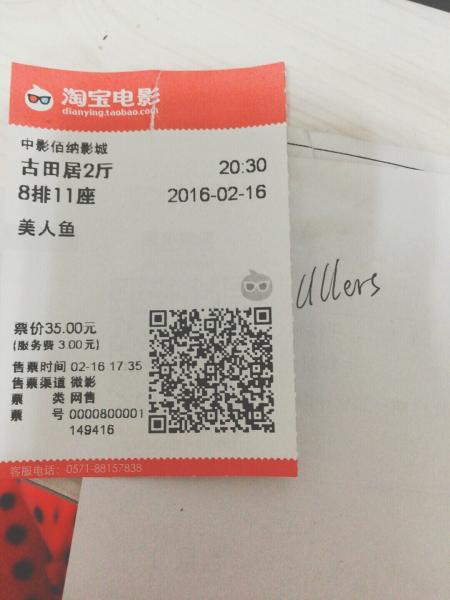 淘宝电影
dianying.taobao.com
中影佰纳影城
古田居2厅 20:30
8排11座 2016-02-16
美人鱼
票价35.00元
(服务费 3.00元)
售票时间 02-16 17:35
售票渠道 微影
票 类 网售
票 号 0000800001
149416
客服电话：0571-88157838